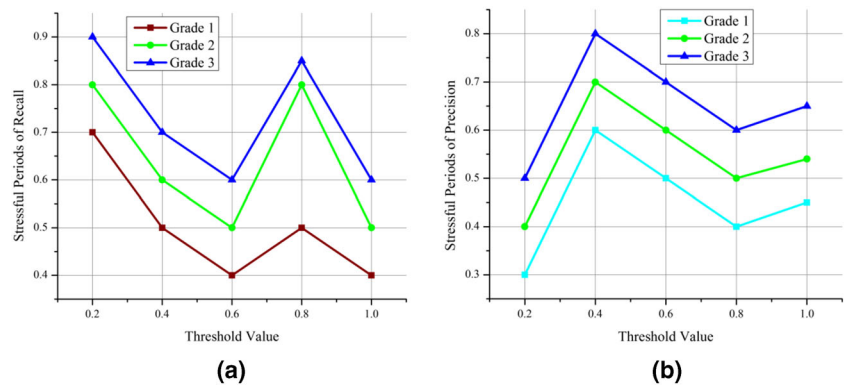 Grade 1
Grade 2
Grade 3
0.9
0.8
0.7
0.6
0.5
0.4
Stressful Periods of Recall
0.2 0.4 0.6 0.8 1.0
Threshold Value
(a)
Grade 1
Grade 2
Grade 3
0.8
0.7
0.6
0.5
0.4
0.3
Stressful Periods of Precision
0.2 0.4 0.6 0.8 1.0
Threshold Value
(b)